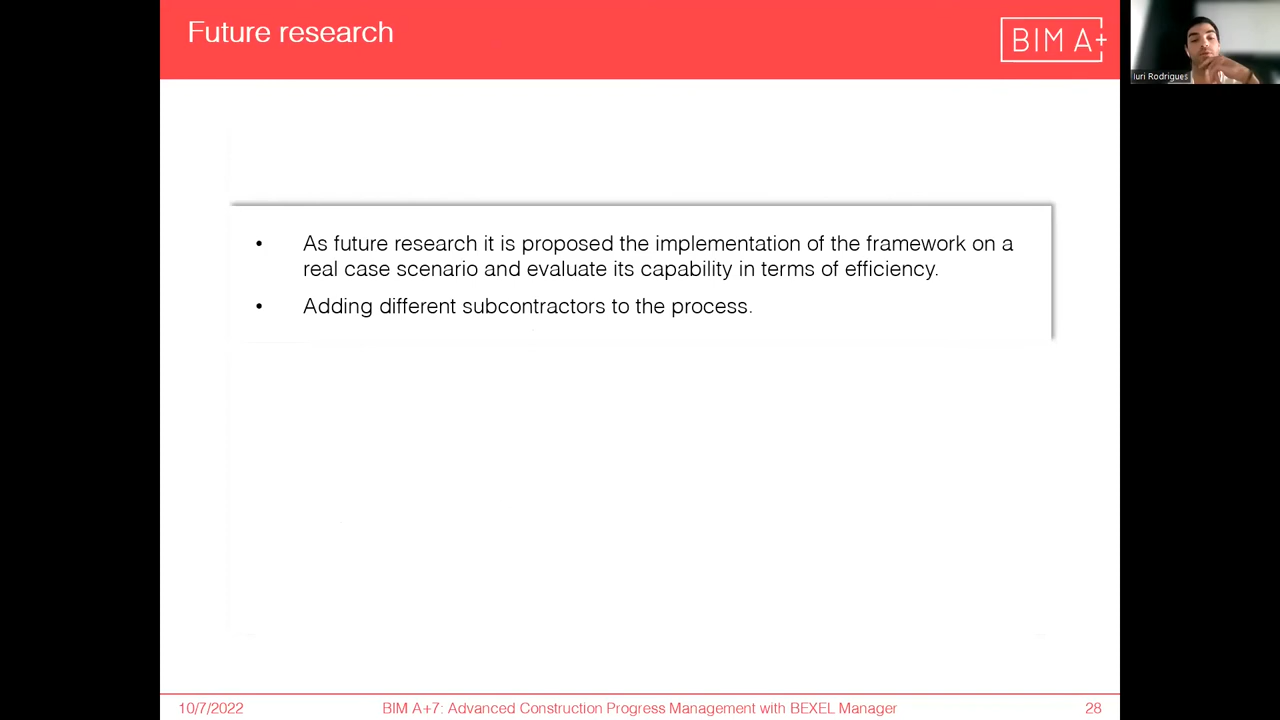 Future research
BIM A+
Iuri Rodrigues
• As future research it is proposed the implementation of the framework on a
real case scenario and evaluate its capability in terms of efficiency.
• Adding different subcontractors to the process.
10/7/2022
BIM A+7: Advanced Construction Progress Management with BEXEL Manager
28